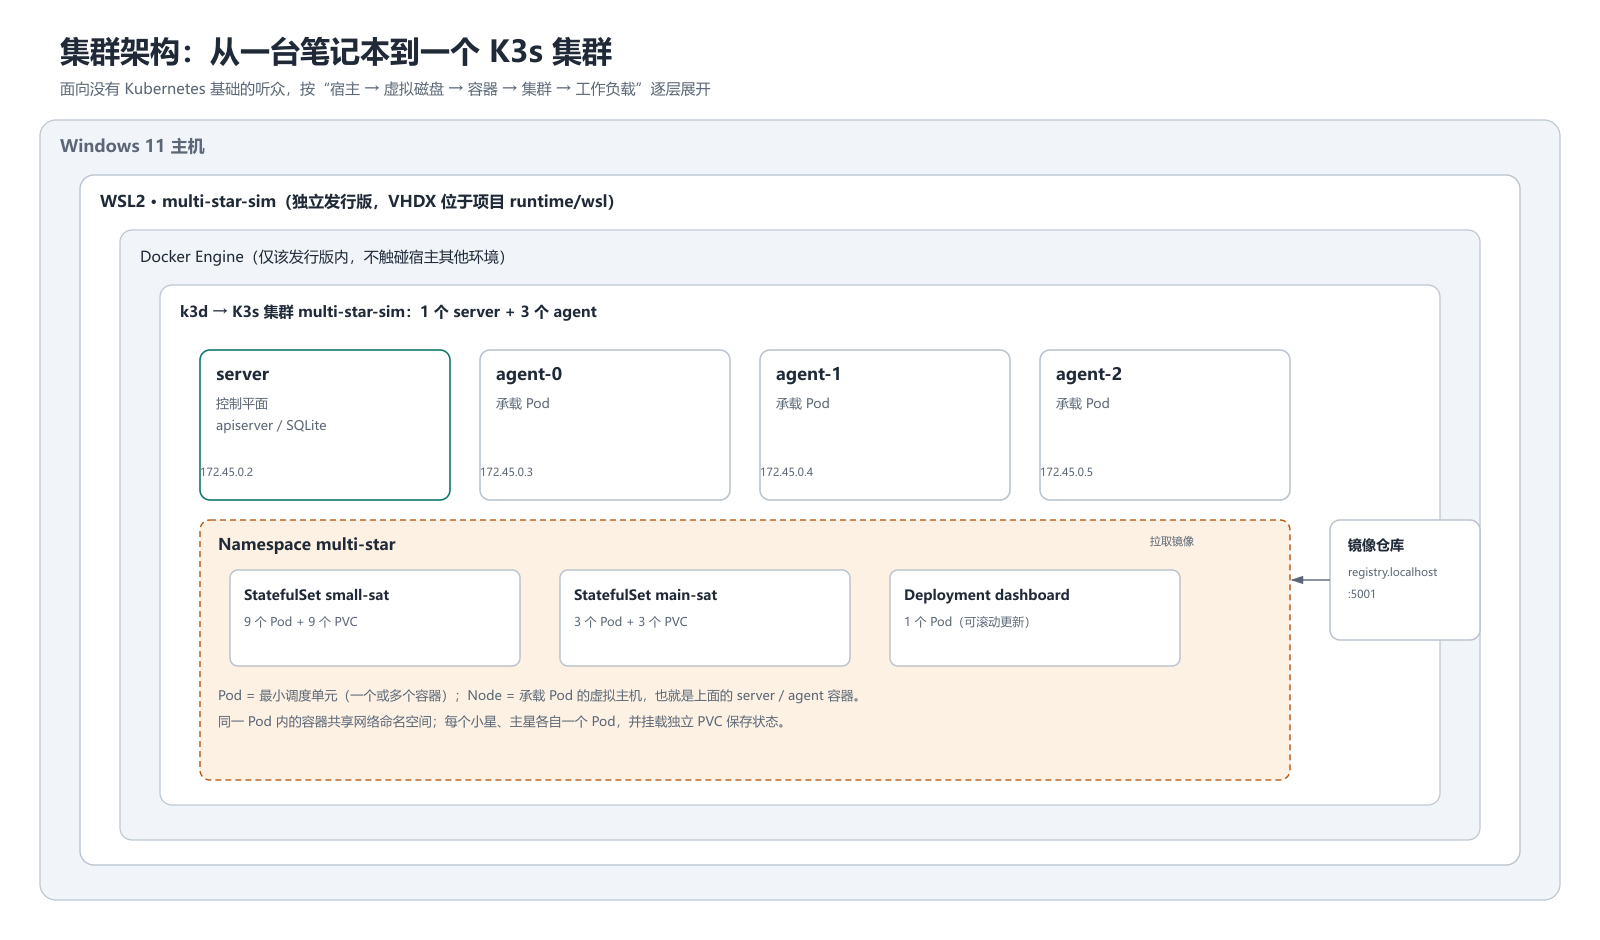 集群架构：从一台笔记本到一个 K3s 集群
面向没有 Kubernetes 基础的听众，按“宿主 → 虚拟磁盘 → 容器 → 集群 → 工作负载”逐层展开
Windows 11 主机
WSL2 • multi-star-sim（独立发行版，VHDX 位于项目 runtime/wsl）
Docker Engine（仅该发行版内，不触碰宿主其他环境）
k3d → K3s 集群 multi-star-sim：1 个 server + 3 个 agent
server
控制平面
apiserver / SQLite
172.45.0.2
agent-0
承载 Pod
172.45.0.3
agent-1
承载 Pod
172.45.0.4
agent-2
承载 Pod
172.45.0.5
Namespace multi-star
拉取镜像
镜像仓库
registry.localhost
:5001
StatefulSet small-sat
9 个 Pod + 9 个 PVC
StatefulSet main-sat
3 个 Pod + 3 个 PVC
Deployment dashboard
1 个 Pod（可滚动更新）
Pod = 最小调度单元（一个或多个容器）；Node = 承载 Pod 的虚拟主机，也就是上面的 server / agent 容器。
同一 Pod 内的容器共享网络命名空间；每个小星、主星各自一个 Pod，并挂载独立 PVC 保存状态。